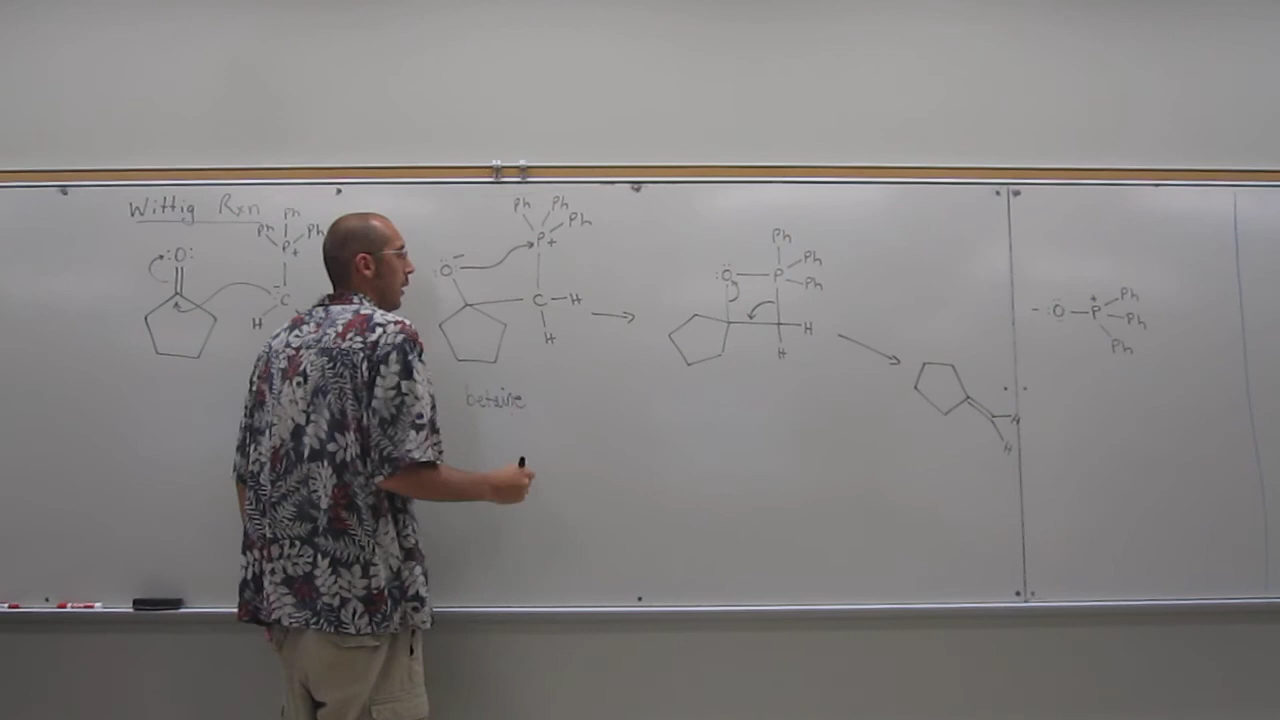 Wittig Rxn
Ph
Ph Ph
P+
:O:
:C
H
Ph Ph Ph
P+
:O:−
C H
H
betaine
Ph
:O P Ph
Ph
H
H
H
H
− :O P+ Ph
Ph
Ph